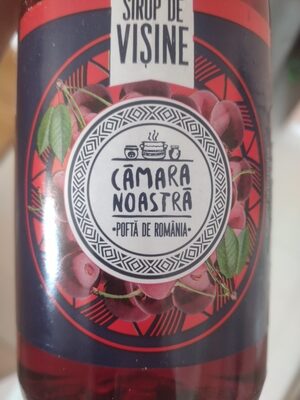 SIROP DE
VIȘINE
CĂMARA
NOASTRĂ
•POFTĂ DE ROMÂNIA•